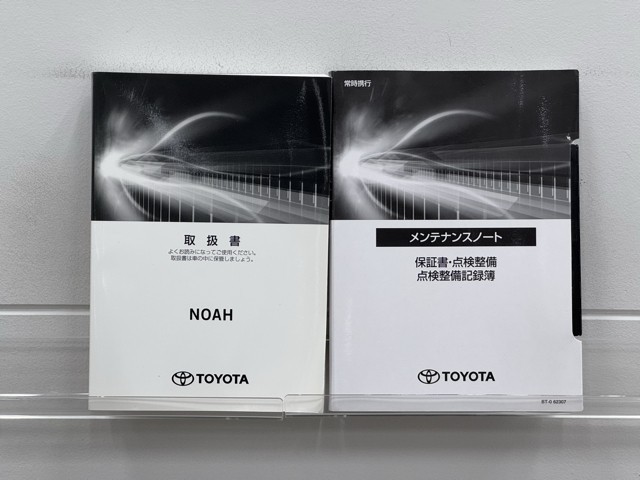 取扱書
よくお読みになってご使用ください。
取扱書は車の中に保管しましょう。
NOAH
TOYOTA
常時携行
メンテナンスノート
保証書・点検整備
点検整備記録簿
TOYOTA